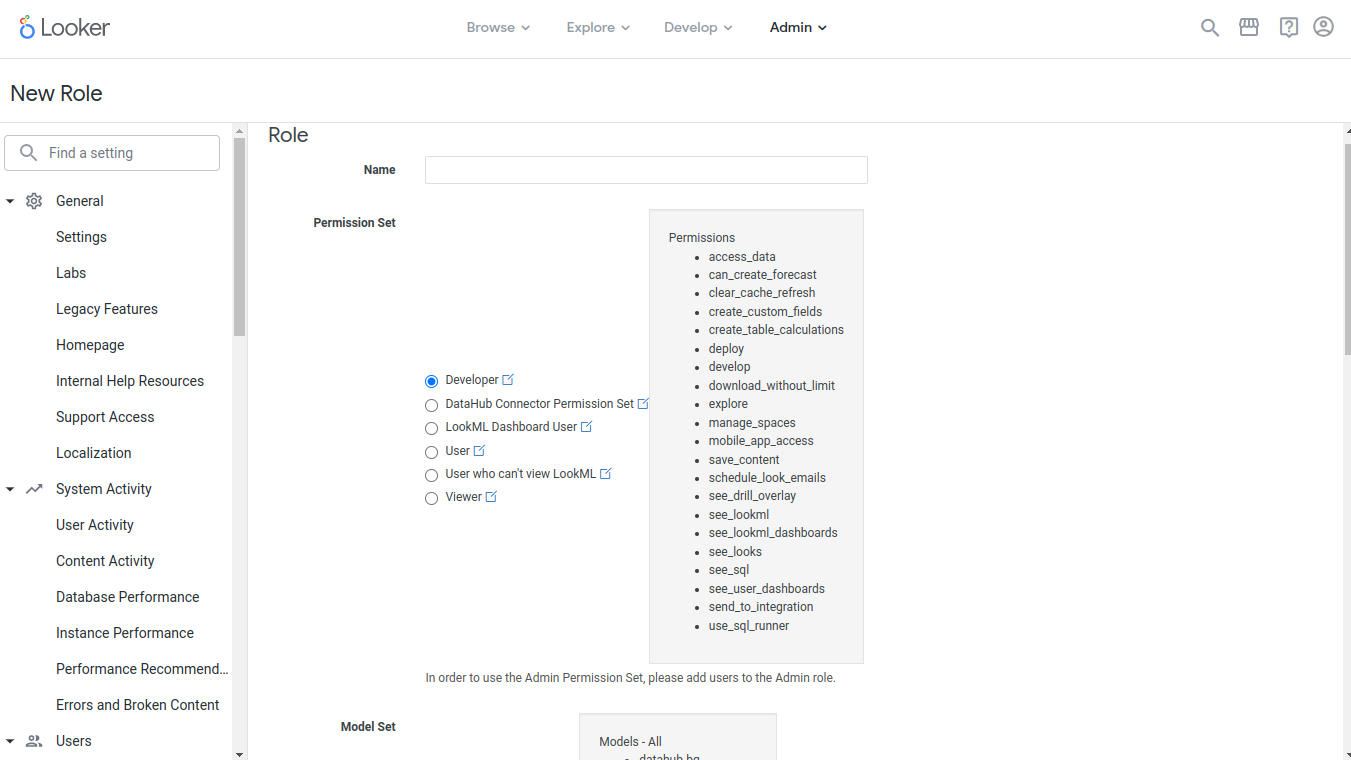 Looker
Browse
Explore
Develop
Admin
New Role
Find a setting
General
Settings
Labs
Legacy Features
Homepage
Internal Help Resources
Support Access
Localization
System Activity
User Activity
Content Activity
Database Performance
Instance Performance
Performance Recommend...
Errors and Broken Content
Users
Role
Name
Permission Set
Developer
DataHub Connector Permission Set
LookML Dashboard User
User
User who can't view LookML
Viewer
Permissions
access_data
can_create_forecast
clear_cache_refresh
create_custom_fields
create_table_calculations
deploy
develop
download_without_limit
explore
manage_spaces
mobile_app_access
save_content
schedule_look_emails
see_drill_overlay
see_lookml
see_lookml_dashboards
see_looks
see_sql
see_user_dashboards
send_to_integration
use_sql_runner
In order to use the Admin Permission Set, please add users to the Admin role.
Model Set
Models - All
datahub bq